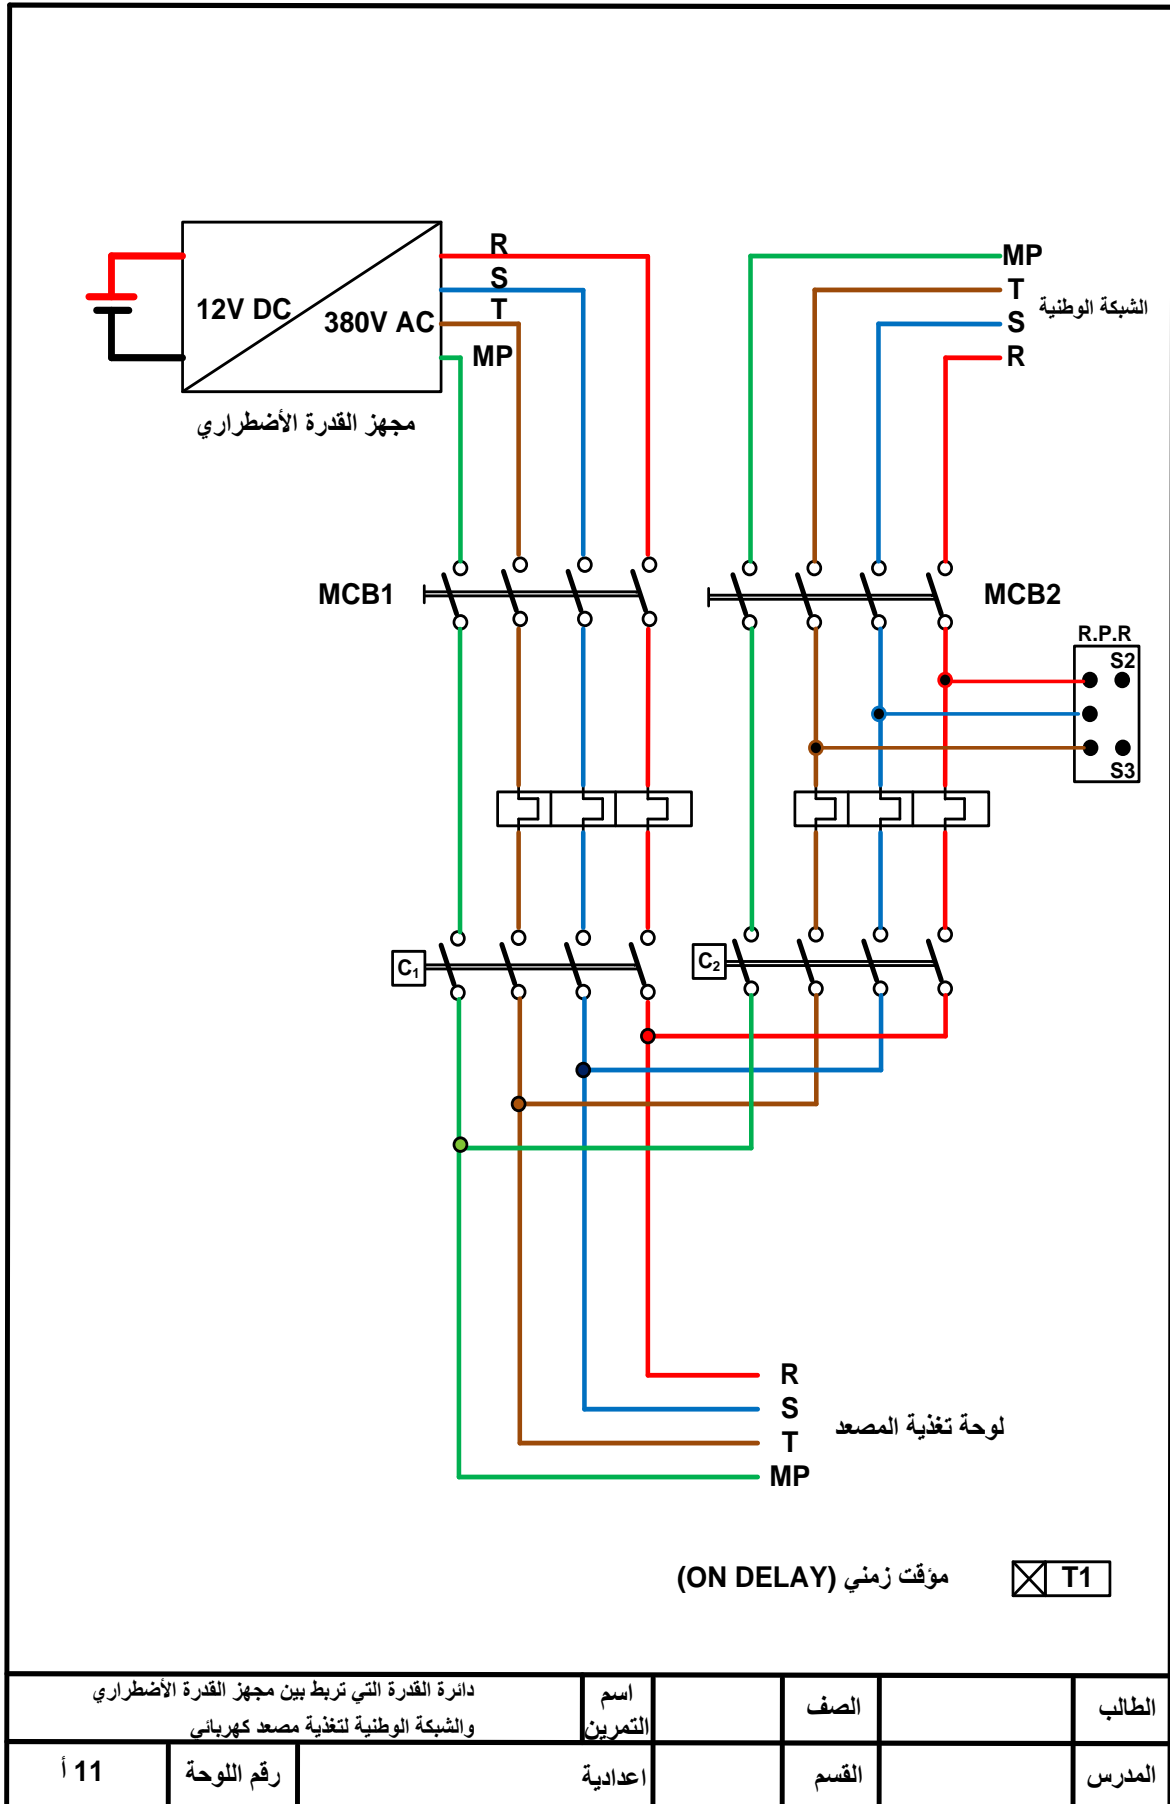 R
S
T
MP
12V DC
380V AC
مجهز القدرة الأضطراري
MP
T
S
R
الشبكة الوطنية
MCB1
MCB2
R.P.R
S2
S3
C₁
C₂
R
S
T
MP
لوحة تغذية المصعد
مؤقت زمني (ON DELAY)
T1
الطالب
الصف
اسم
التمرين
دائرة القدرة التي تربط بين مجهز القدرة الأضطراري
والشبكة الوطنية لتغذية مصعد كهربائي
المدرس
القسم
اعدادية
رقم اللوحة
11 أ